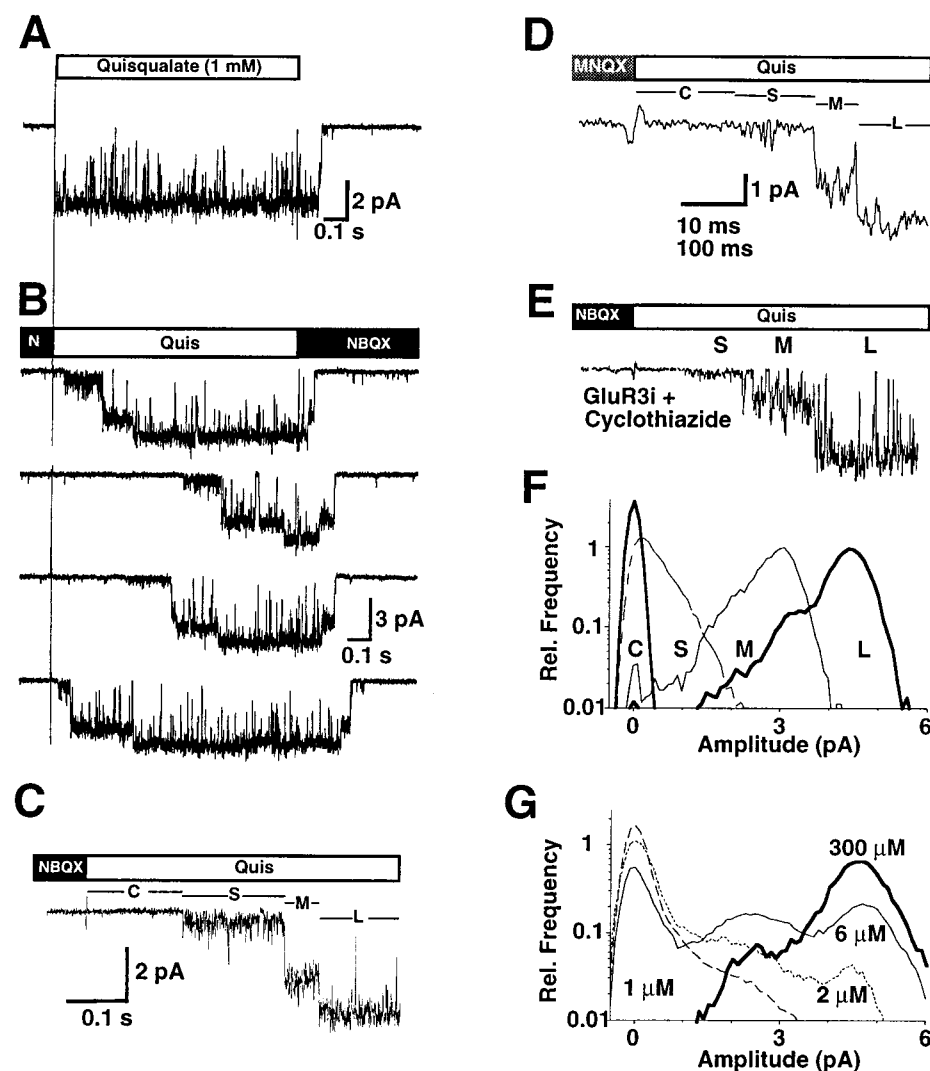 A
Quisqualate (1 mM)
2 pA
0.1 s
B
N
Quis
NBQX
3 pA
0.1 s
C
NBQX
Quis
C
S
M
L
2 pA
0.1 s
D
MNQX
Quis
C
S
M
L
1 pA
10 ms
100 ms
E
NBQX
Quis
S M L
GluR3i +
Cyclothiazide
F
Rel. Frequency
1
0.1
0.01
C S M L
0 3 6
Amplitude (pA)
G
Rel. Frequency
1
0.1
0.01
300 µM
6 µM
1 µM
2 µM
0 3 6
Amplitude (pA)